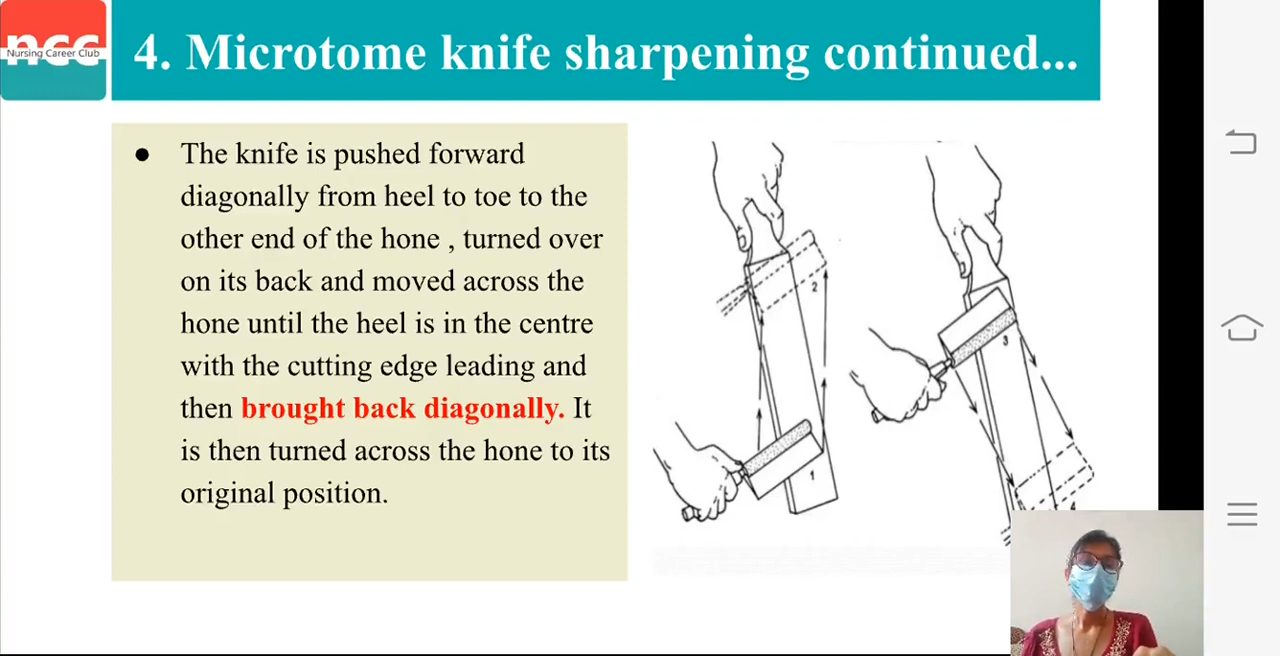 ncc
Nursing Career Club
4. Microtome knife sharpening continued...
● The knife is pushed forward
diagonally from heel to toe to the
other end of the hone , turned over
on its back and moved across the
hone until the heel is in the centre
with the cutting edge leading and
then brought back diagonally. It
is then turned across the hone to its
original position.
2
1
3
4